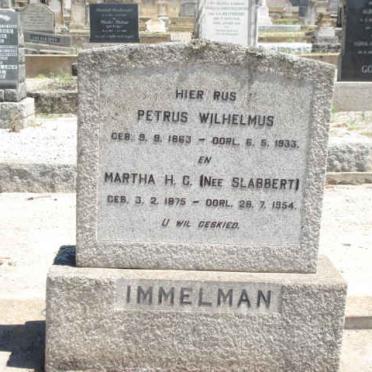 HIER RUS
PETRUS WILHELMUS
GEB. 9. 9. 1863 – OORL. 6. 5. 1933.
EN
MARTHA H. C. (NEE SLABBERT)
GEB. 3. 2. 1875 – OORL. 28. 7. 1954.
U WIL GESKIED.
IMMELMAN